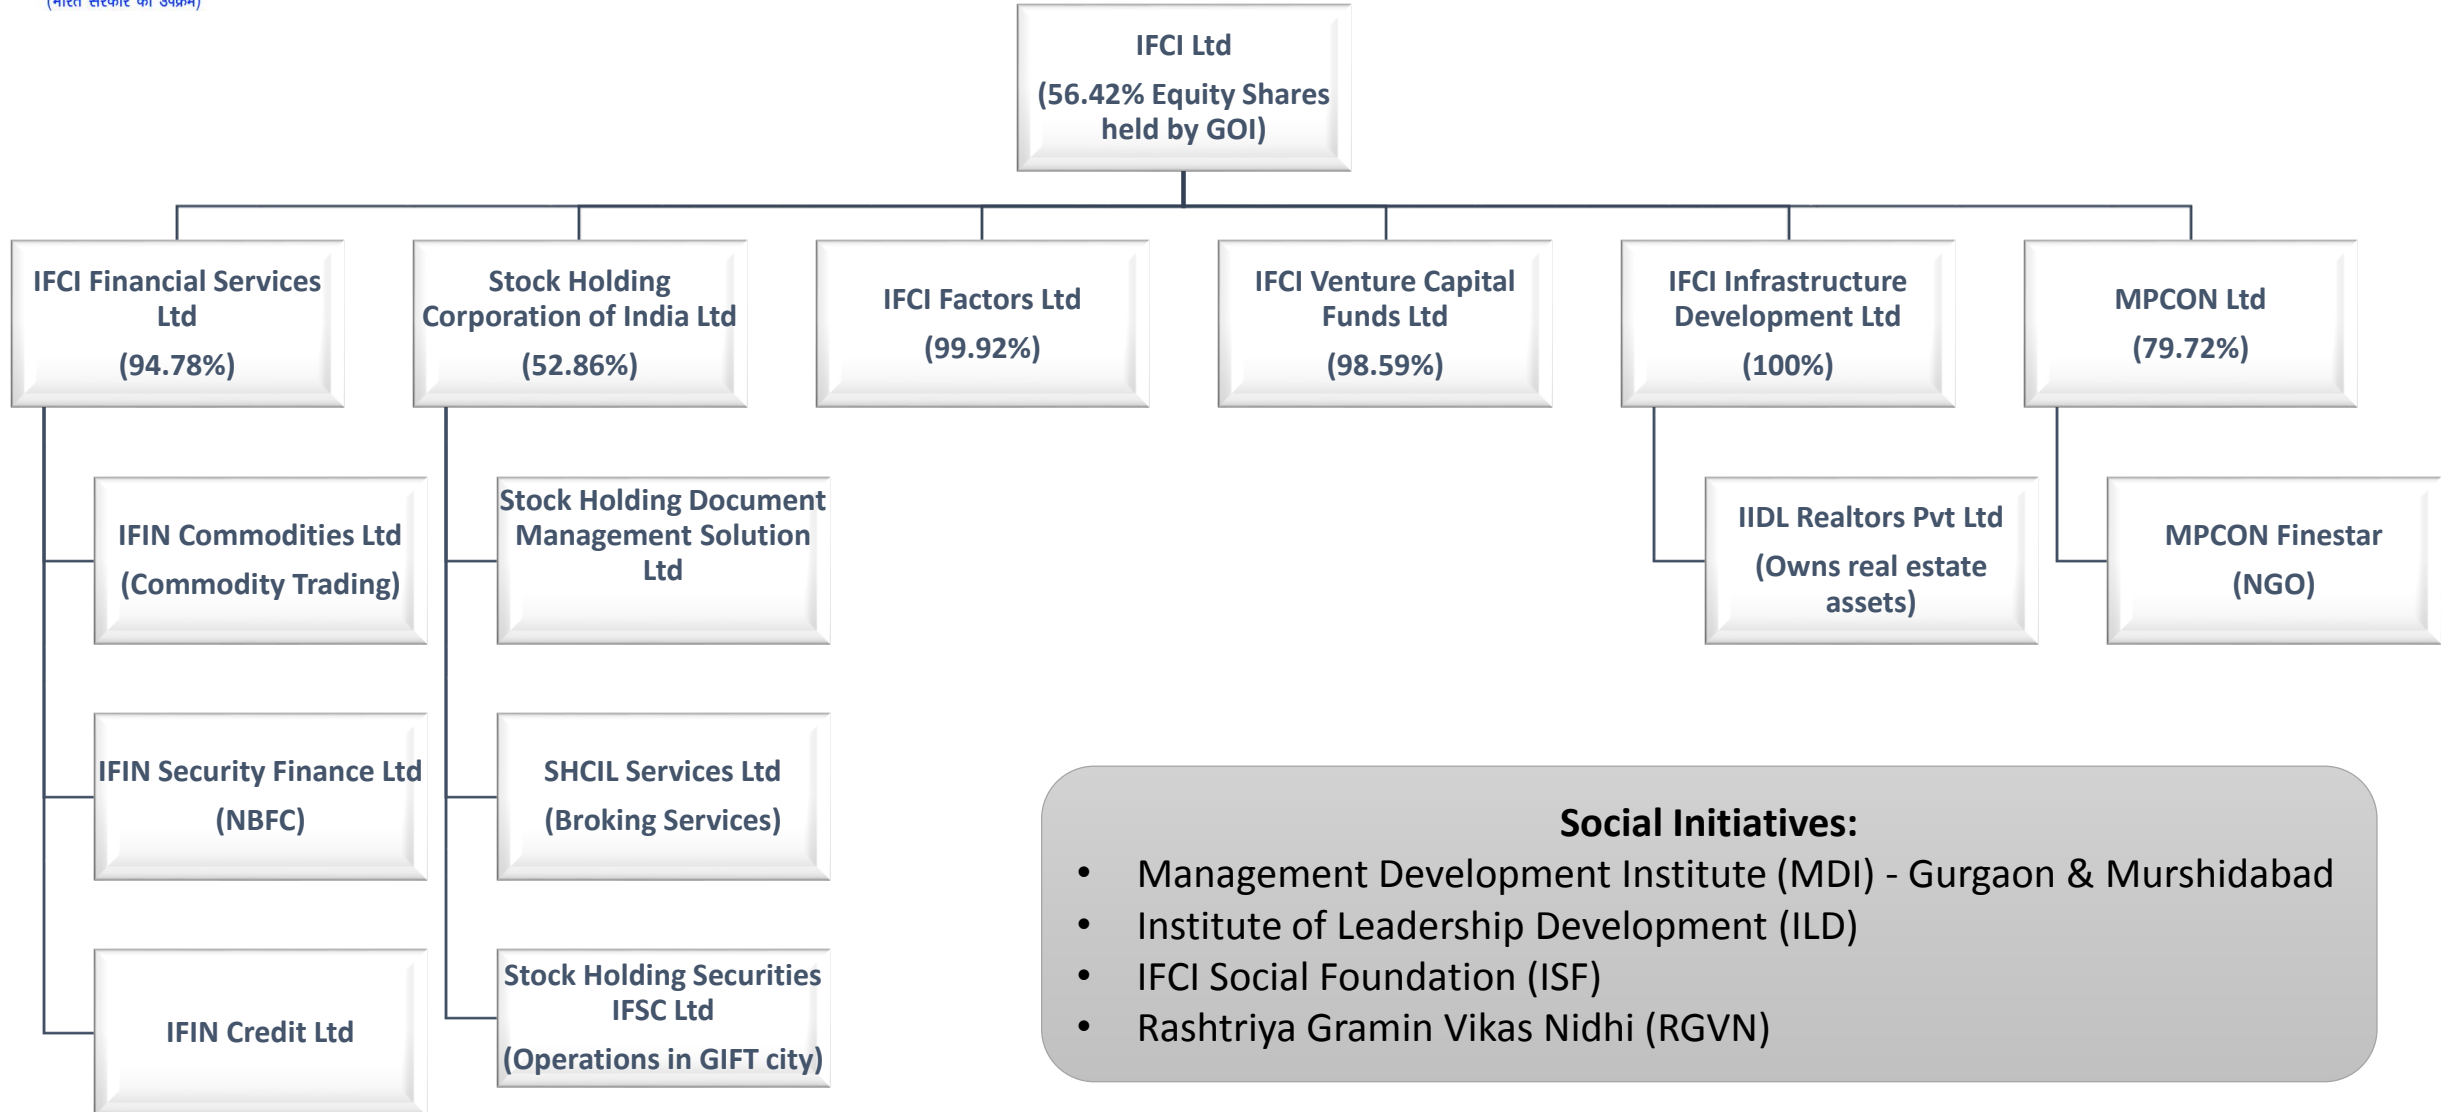 (भारत सरकार का उपक्रम)
IFCI Ltd
(56.42% Equity Shares
held by GOI)
IFCI Financial Services
Ltd
(94.78%)
Stock Holding
Corporation of India Ltd
(52.86%)
IFCI Factors Ltd
(99.92%)
IFCI Venture Capital
Funds Ltd
(98.59%)
IFCI Infrastructure
Development Ltd
(100%)
MPCON Ltd
(79.72%)
IFIN Commodities Ltd
(Commodity Trading)
Stock Holding Document
Management Solution
Ltd
IIDL Realtors Pvt Ltd
(Owns real estate
assets)
MPCON Finestar
(NGO)
IFIN Security Finance Ltd
(NBFC)
SHCIL Services Ltd
(Broking Services)
IFIN Credit Ltd
Stock Holding Securities
IFSC Ltd
(Operations in GIFT city)
Social Initiatives:
• Management Development Institute (MDI) - Gurgaon & Murshidabad
• Institute of Leadership Development (ILD)
• IFCI Social Foundation (ISF)
• Rashtriya Gramin Vikas Nidhi (RGVN)